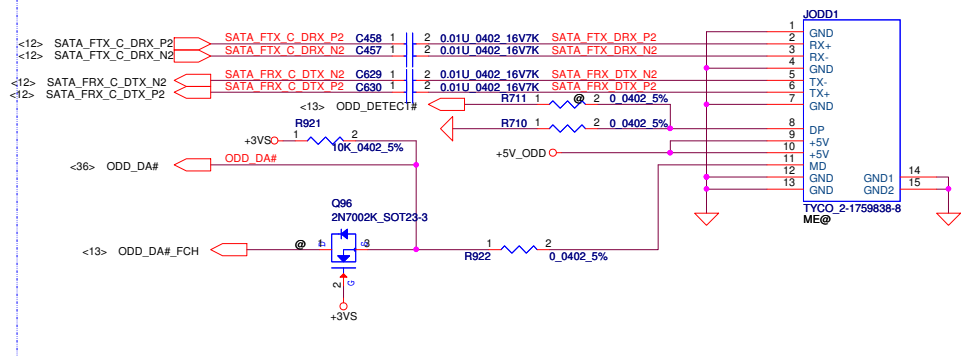 JODD1
<12> SATA_FTX_C_DRX_P2 SATA_FTX_C_DRX_P2 C458 1 2 0.01U_0402_16V7K SATA_FTX_DRX_P2
<12> SATA_FTX_C_DRX_N2 SATA_FTX_C_DRX_N2 C457 1 2 0.01U_0402_16V7K SATA_FTX_DRX_N2
<12> SATA_FRX_C_DTX_N2 SATA_FRX_C_DTX_N2 C629 1 2 0.01U_0402_16V7K SATA_FRX_DTX_N2
<12> SATA_FRX_C_DTX_P2 SATA_FRX_C_DTX_P2 C630 1 2 0.01U_0402_16V7K SATA_FRX_DTX_P2
1 GND
2 RX+
3 RX-
4 GND
5 TX-
6 TX+
7 GND
8 DP
9 +5V
10 +5V
11 MD
12 GND GND1 14
13 GND GND2 15
TYCO_2-1759838-8
ME@
<13> ODD_DETECT# R711 1 @ 2 0_0402_5%
R710 1 2 0_0402_5%
+5V_ODD
R921
+3VS 1 2
10K_0402_5%
<36> ODD_DA# ODD_DA#
Q96
2N7002K_SOT23-3
<13> ODD_DA#_FCH @ 1 D S 3
2 G
+3VS
R922 1 2 0_0402_5%